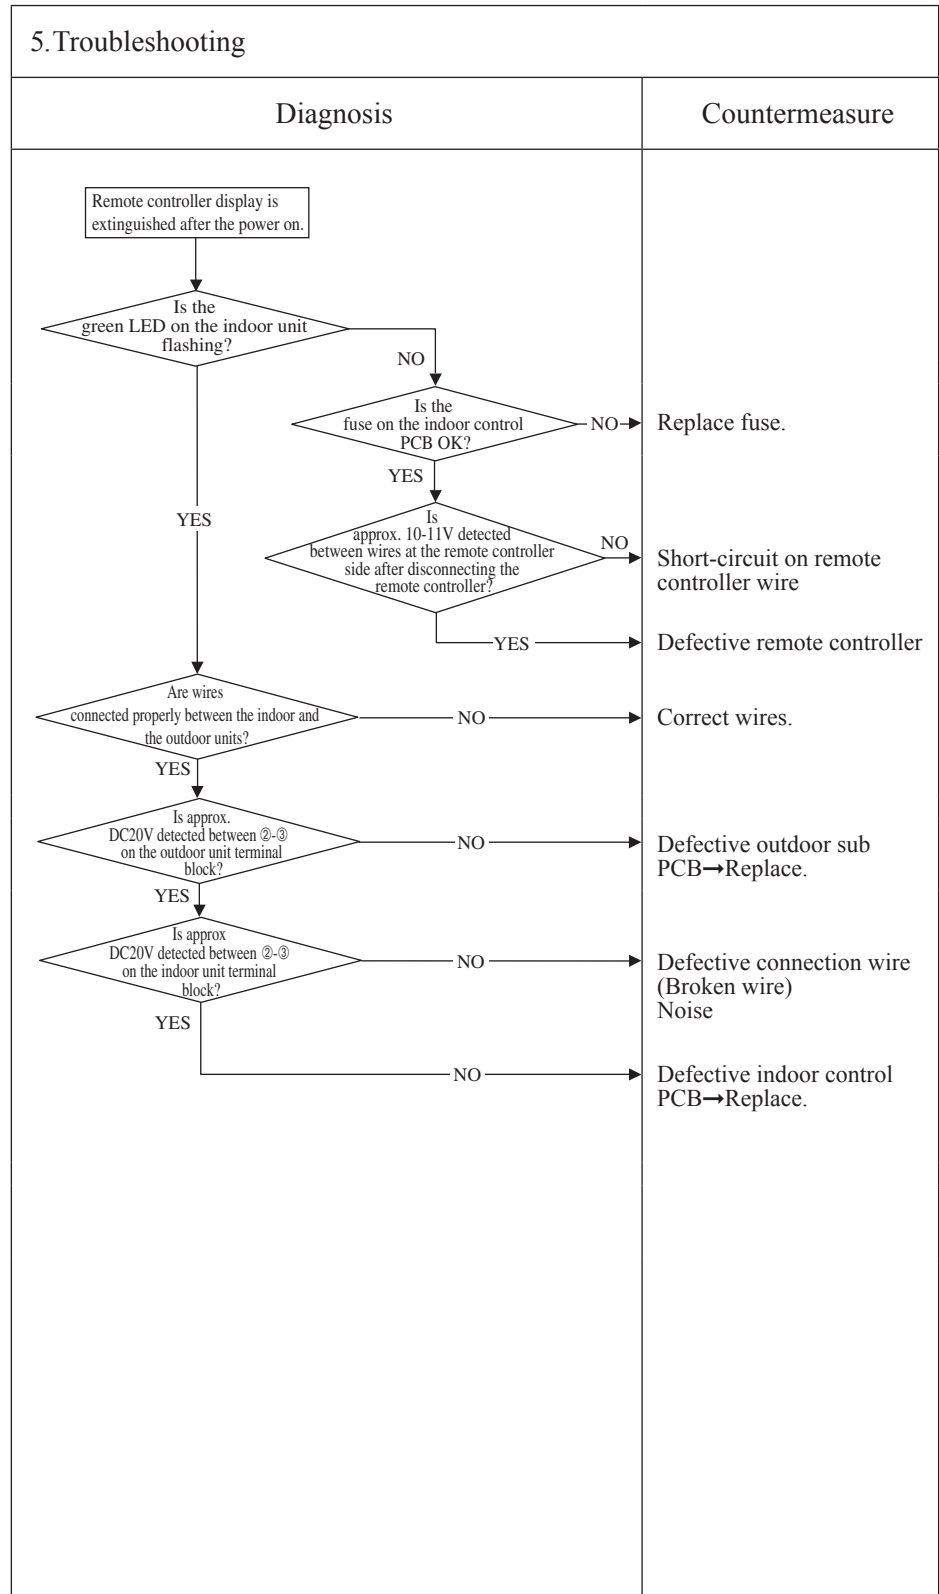 5.Troubleshooting
Diagnosis
Countermeasure
Remote controller display is
extinguished after the power on.
Is the
green LED on the indoor unit
flashing?
NO
Is the
fuse on the indoor control
PCB OK?
NO
Replace fuse.
YES
YES
Is
approx. 10-11V detected
between wires at the remote controller
side after disconnecting the
remote controller?
NO
Short-circuit on remote
controller wire
YES
Defective remote controller
Are wires
connected properly between the indoor and
the outdoor units?
NO
Correct wires.
YES
Is approx.
DC20V detected between ②-③
on the outdoor unit terminal
block?
NO
Defective outdoor sub
PCB→Replace.
YES
Is approx
DC20V detected between ②-③
on the indoor unit terminal
block?
NO
Defective connection wire
(Broken wire)
Noise
YES
NO
Defective indoor control
PCB→Replace.